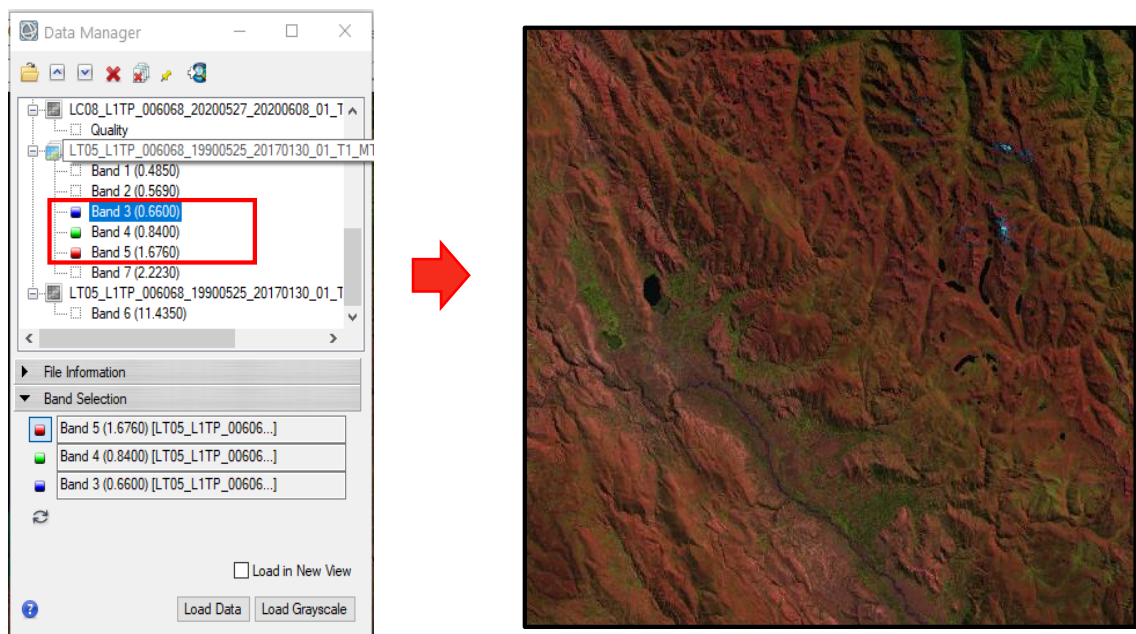 Data Manager
LC08_L1TP_006068_20200527_20200608_01_T
Quality
LT05_L1TP_006068_19900525_20170130_01_T1_MT
Band 1 (0.4850)
Band 2 (0.5690)
Band 3 (0.6600)
Band 4 (0.8400)
Band 5 (1.6760)
Band 7 (2.2230)
LT05_L1TP_006068_19900525_20170130_01_T
Band 6 (11.4350)
File Information
Band Selection
Band 5 (1.6760) [LT05_L1TP_00606...]
Band 4 (0.8400) [LT05_L1TP_00606...]
Band 3 (0.6600) [LT05_L1TP_00606...]
Load in New View
Load Data Load Grayscale